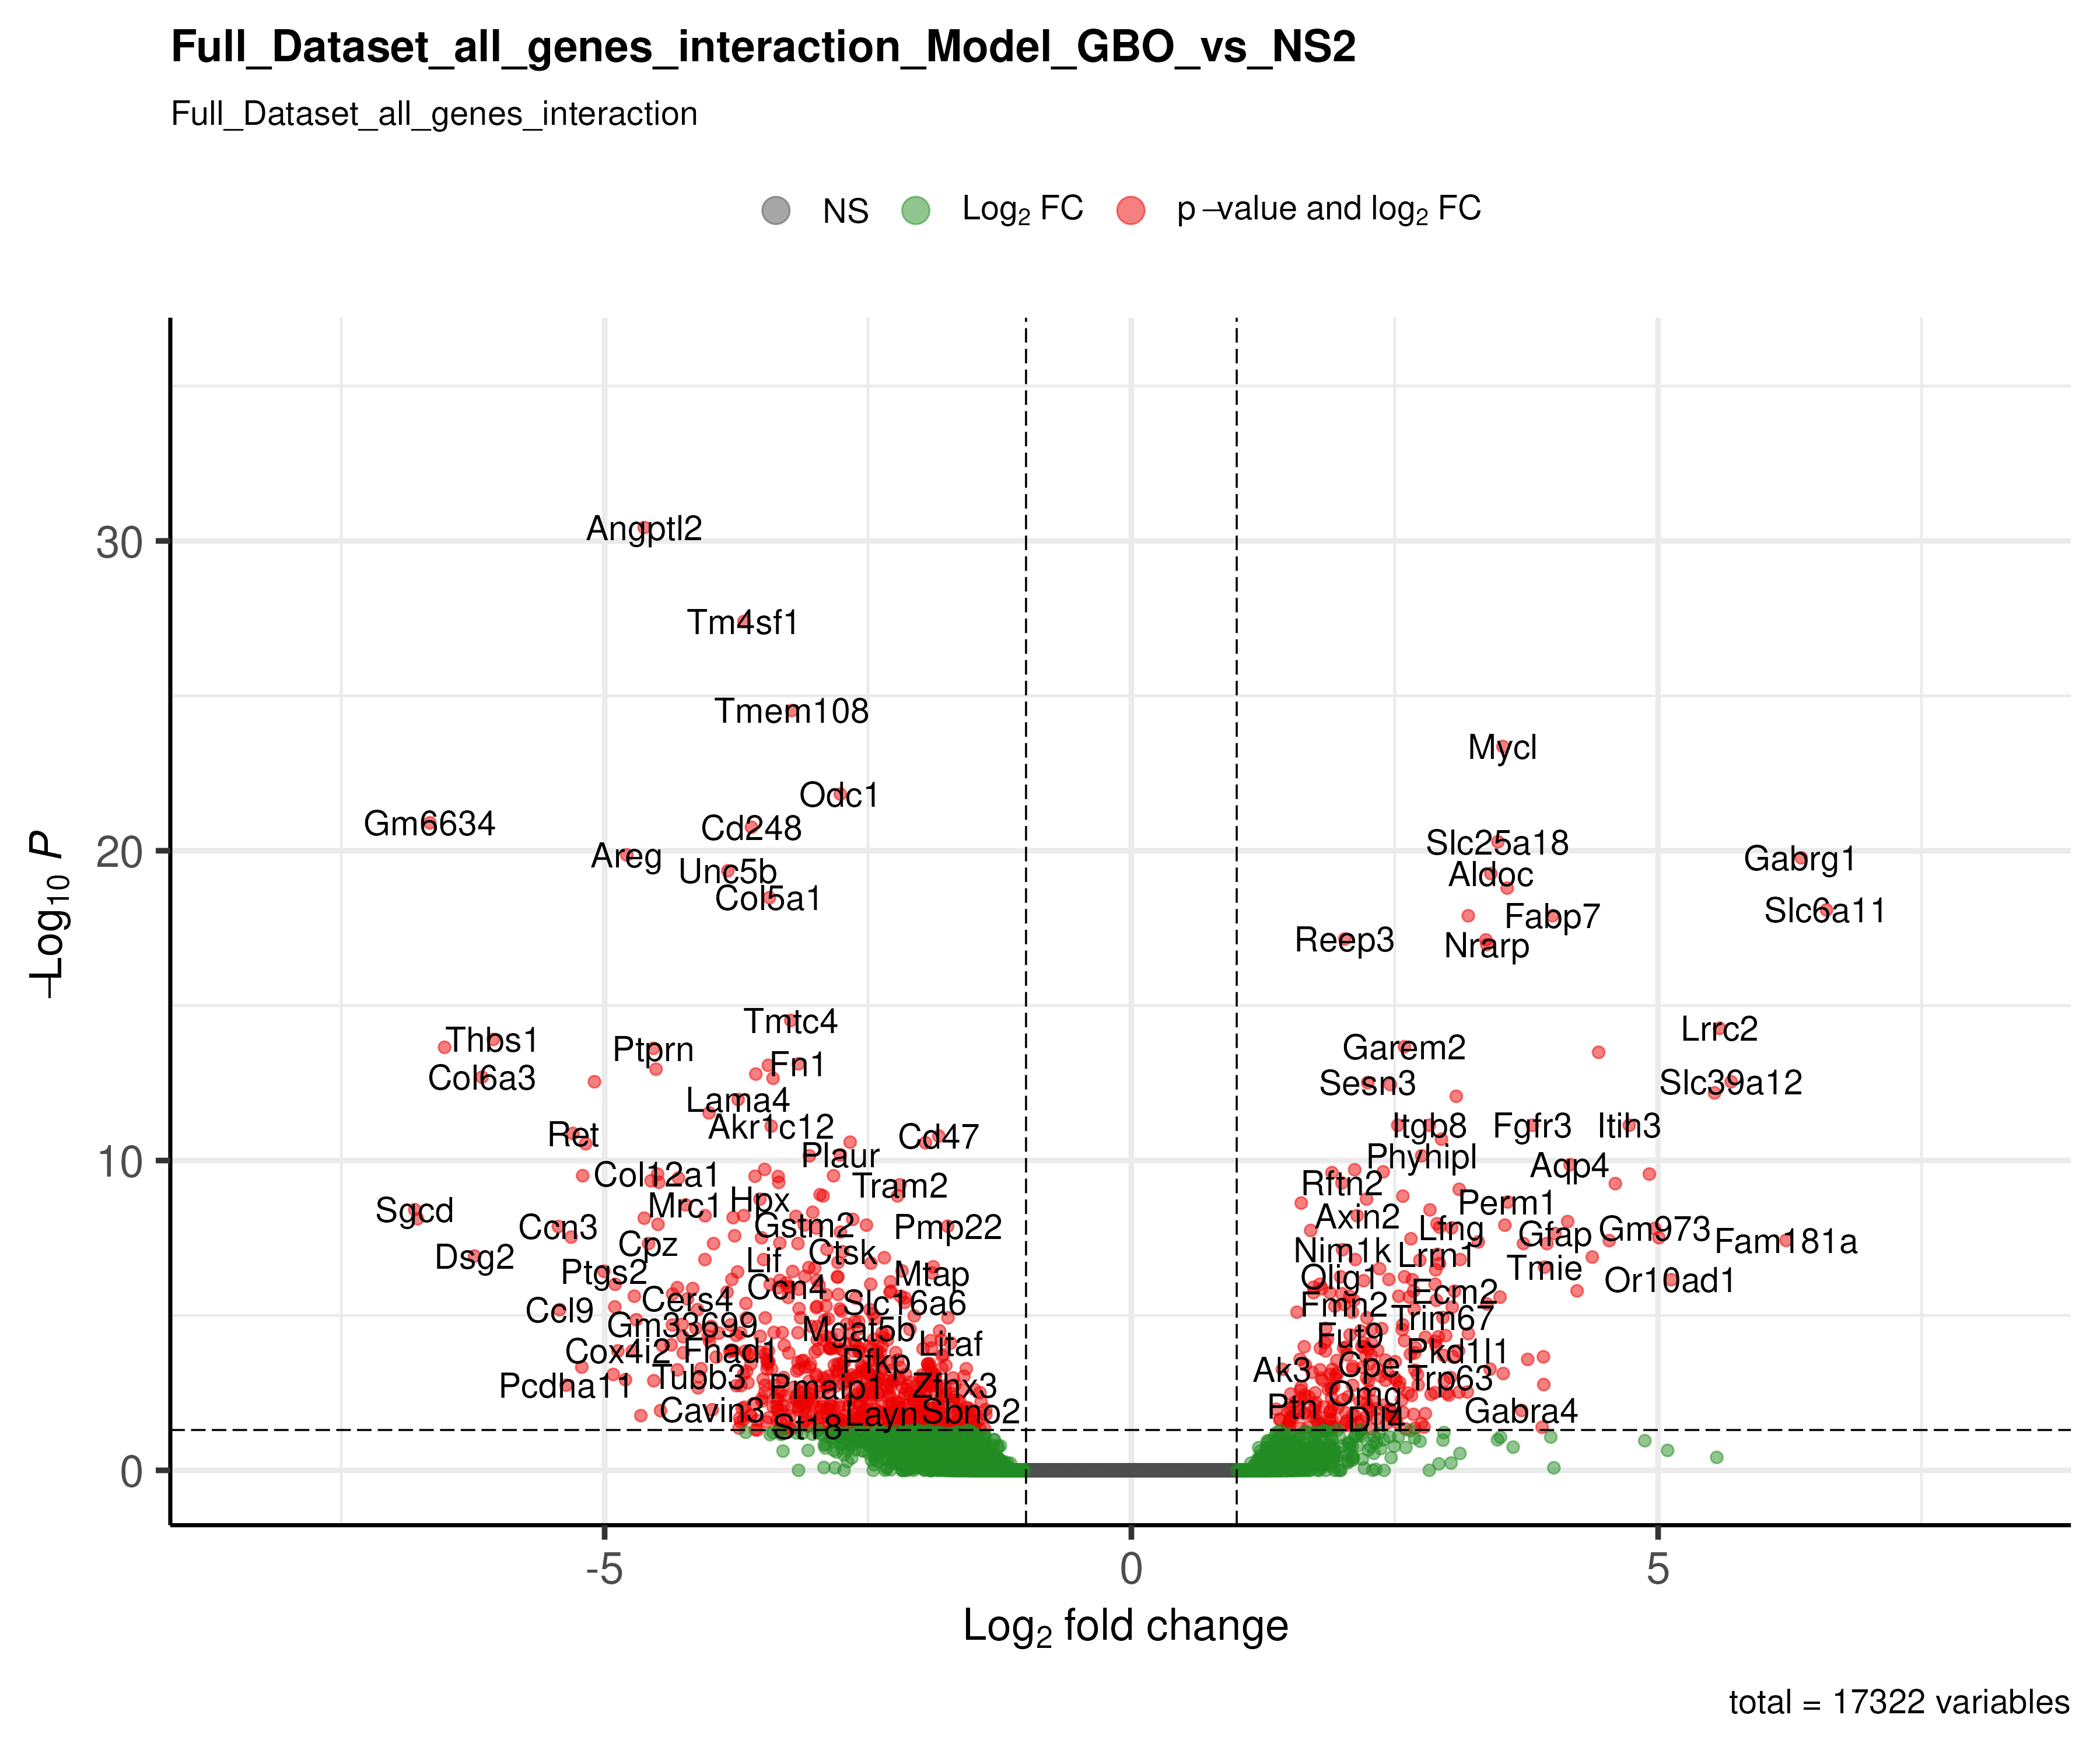 Full_Dataset_all_genes_interaction_Model_GBO_vs_NS2
Full_Dataset_all_genes_interaction
NS Log2 FC p−value and log2 FC
−Log10 P
30
20
10
0
Angptl2
Tm4sf1
Tmem108
Mycl
Odc1
Gm6634
Cd248
Slc25a18
Areg
Gabrg1
Unc5b
Aldoc
Col5a1
Slc6a11
Fabp7
Reep3
Nrarp
Tmtc4
Lrrc2
Thbs1
Ptprn
Garem2
Fn1
Col6a3
Sesn3
Slc39a12
Lama4
Akr1c12
Itgb8
Fgfr3
Itih3
Ret
Cd47
Plaur
Phyhipl
Col12a1
Aqp4
Tram2
Rftn2
Mrc1
Hpx
Perm1
Sgcd
Axin2
Ccn3
Gstm2
Pmp22
Lfng
Gfap
Gm973
Fam181a
Cpz
Dsg2
Lif
Ctsk
Nim1k
Lrrn1
Ptgs2
Mtap
Tmie
Ccn4
Olig1
Or10ad1
Cers4
Slc16a6
Ecm2
Ccl9
Fmn2
Trim67
Gm33699
Mgat5b
Litaf
Fut9
Cox4i2
Fhad1
Pkd1l1
Pfkp
Ak3
Cpe
Tubb3
Trp63
Pcdha11
Pmaip1
Zfhx3
Omg
Cavin3
Layn
Sbno2
Ptn
Gabra4
St18
Dll4
-5
0
5
Log2 fold change
total = 17322 variables